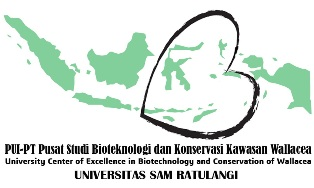 PUI-PT Pusat Studi Bioteknologi dan Konservasi Kawasan Wallacea
University Center of Excellence in Biotechnology and Conservation of Wallacea
UNIVERSITAS SAM RATULANGI